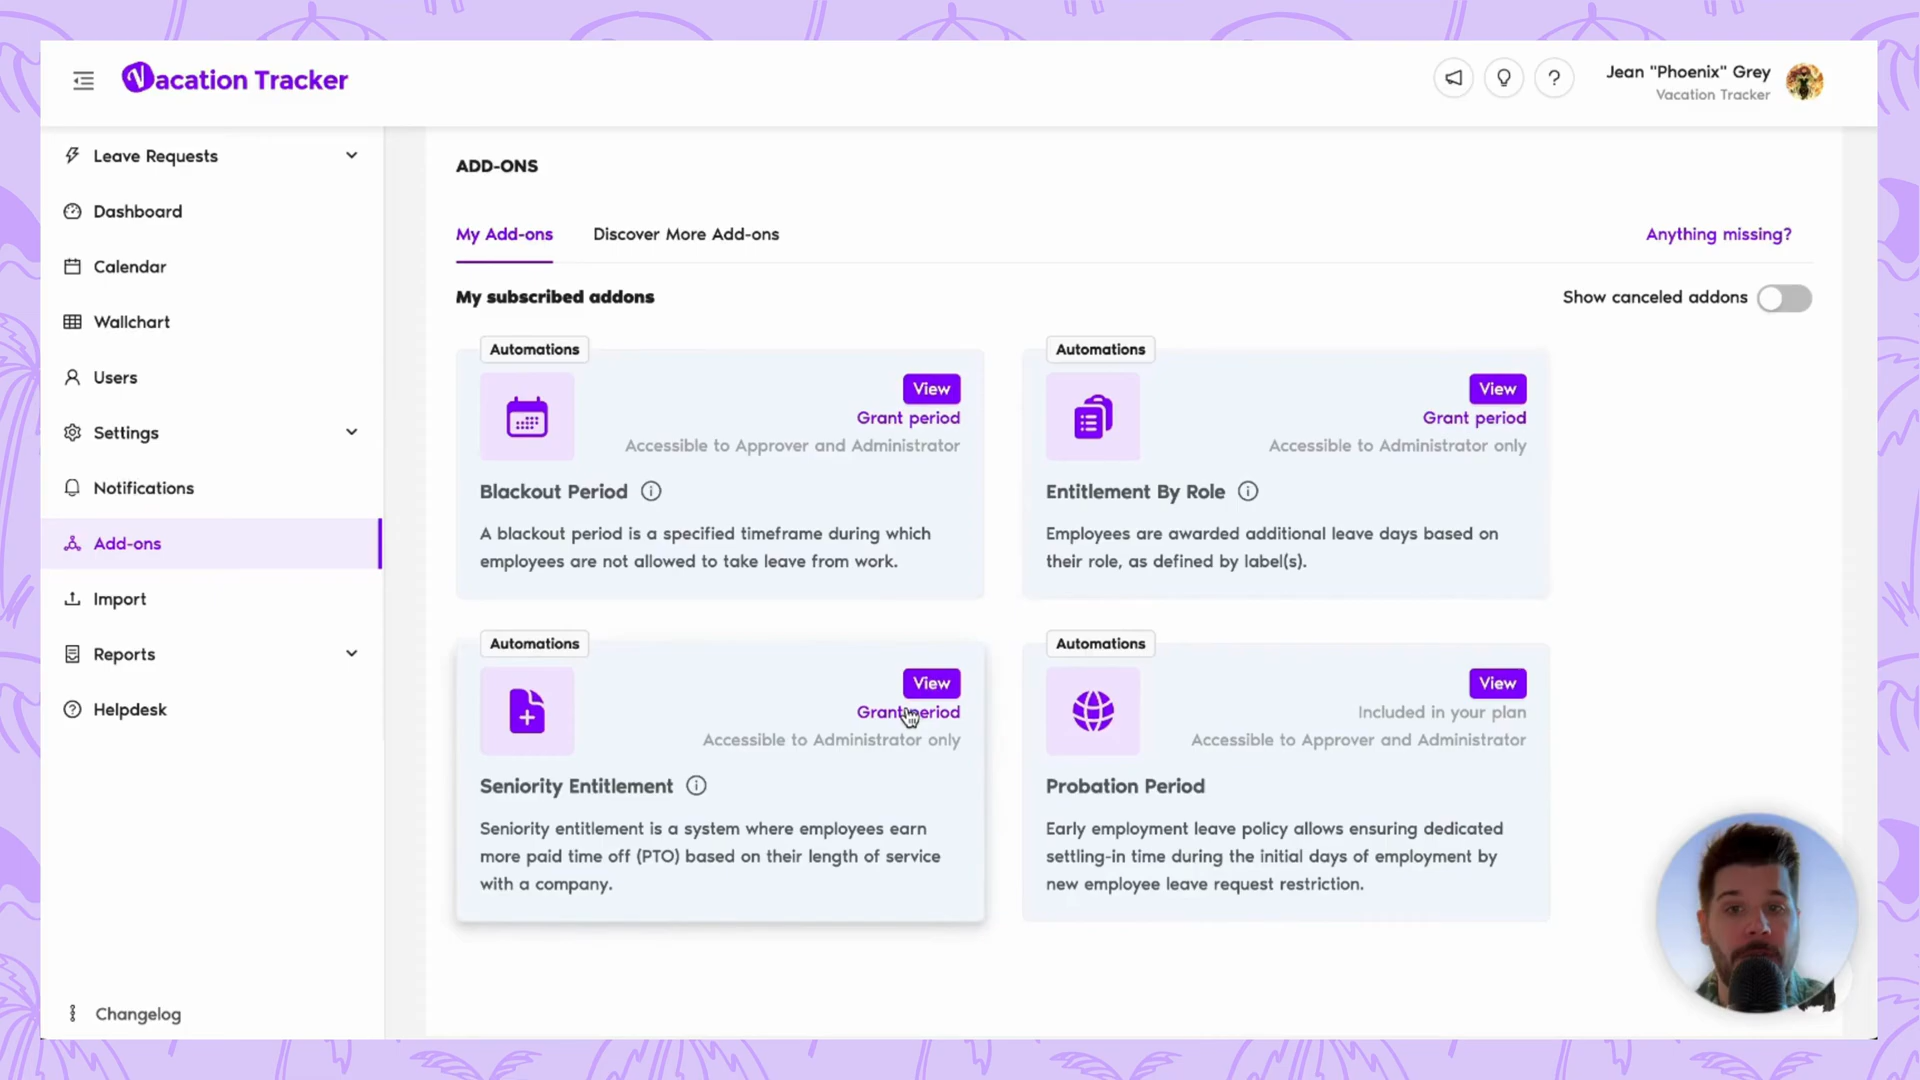 Vacation Tracker
Jean "Phoenix" Grey
Vacation Tracker
Leave Requests
Dashboard
Calendar
Wallchart
Users
Settings
Notifications
Add-ons
Import
Reports
Helpdesk
Changelog
ADD-ONS
My Add-ons
Discover More Add-ons
Anything missing?
My subscribed addons
Show canceled addons
Automations
View
Grant period
Accessible to Approver and Administrator
Blackout Period
A blackout period is a specified timeframe during which
employees are not allowed to take leave from work.
Automations
View
Grant period
Accessible to Administrator only
Entitlement By Role
Employees are awarded additional leave days based on
their role, as defined by label(s).
Automations
View
Grant period
Accessible to Administrator only
Seniority Entitlement
Seniority entitlement is a system where employees earn
more paid time off (PTO) based on their length of service
with a company.
Automations
View
Included in your plan
Accessible to Approver and Administrator
Probation Period
Early employment leave policy allows ensuring dedicated
settling-in time during the initial days of employment by
new employee leave request restriction.